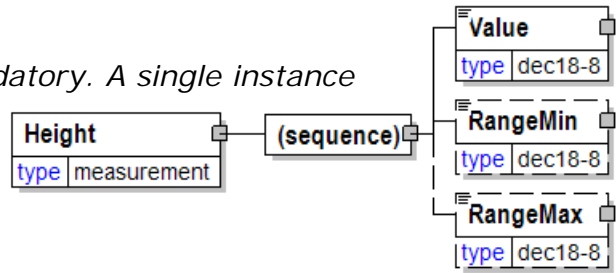 Value
type dec18-8
datory. A single instance
RangeMin
type dec18-8
Height
type measurement
(sequence)
RangeMax
type dec18-8